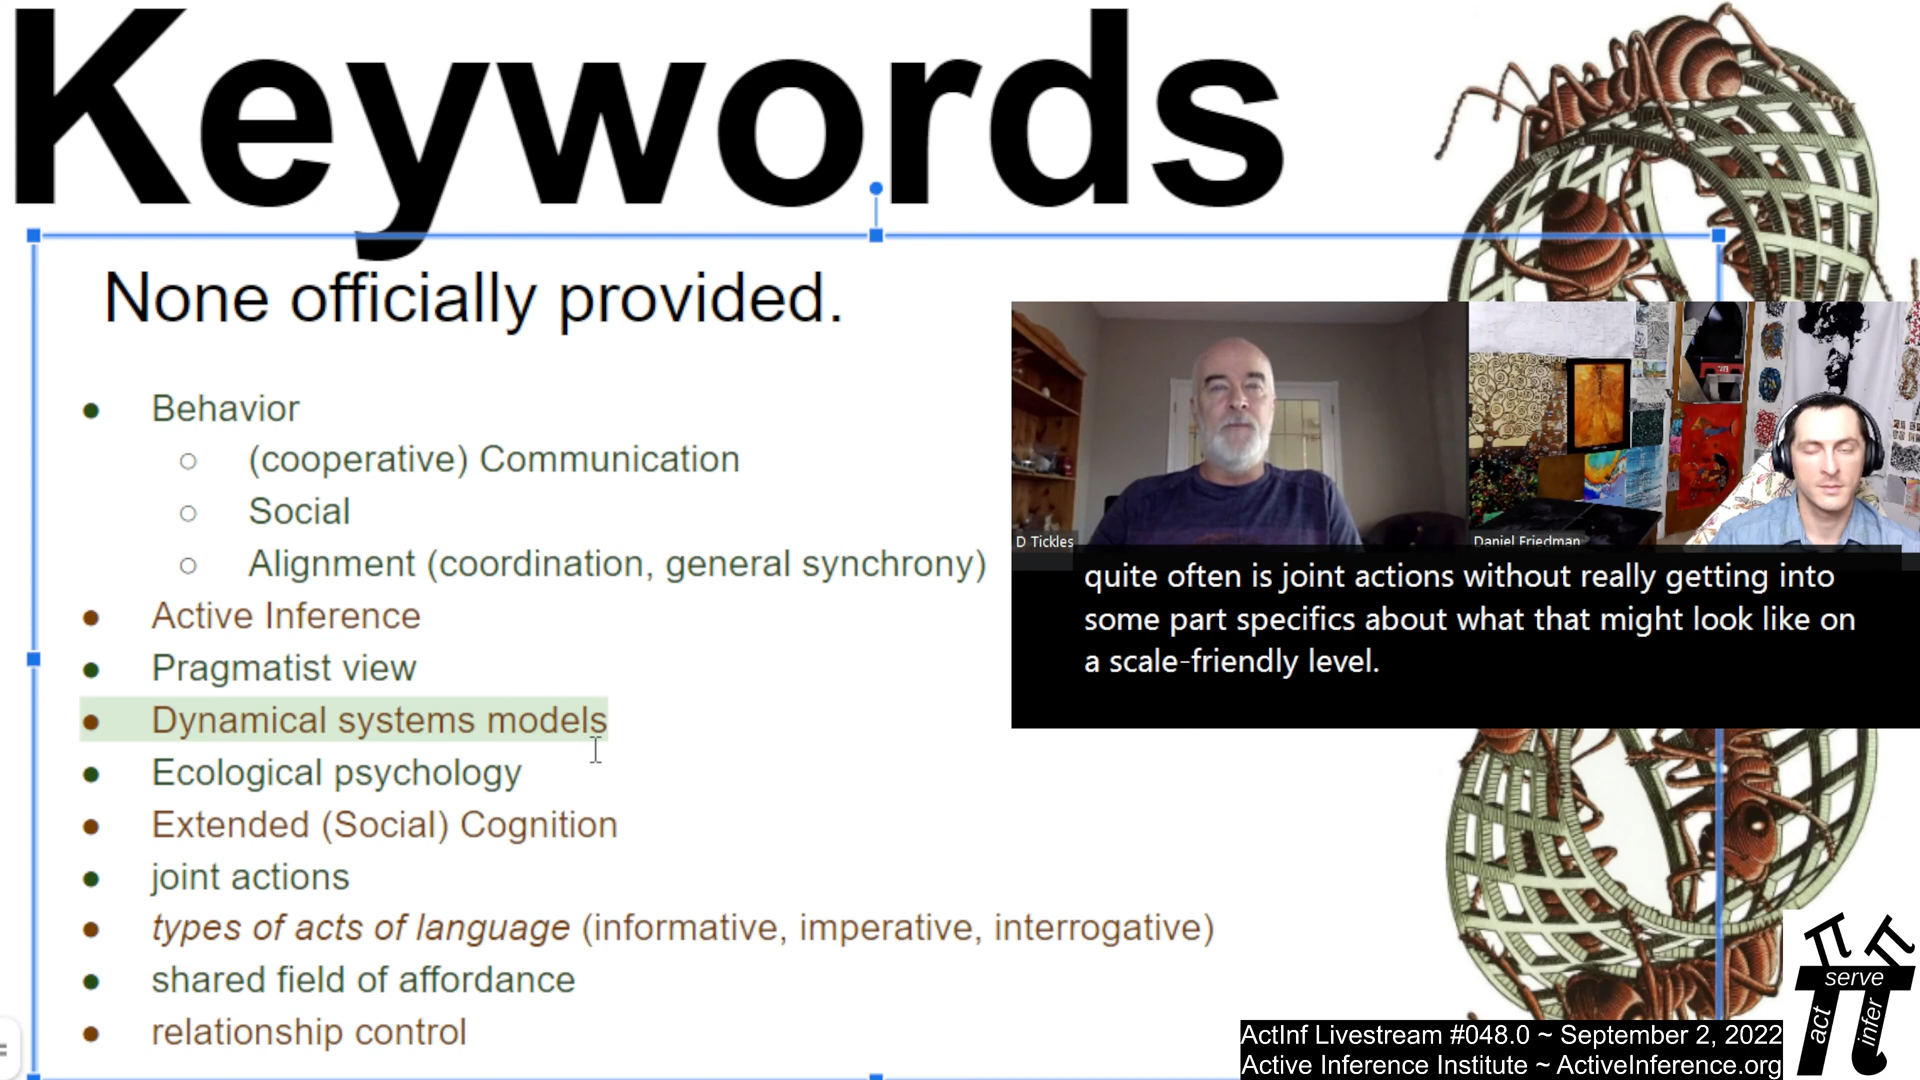 Keywords
None officially provided.
● Behavior
○ (cooperative) Communication
○ Social
○ Alignment (coordination, general synchrony)
● Active Inference
● Pragmatist view
● Dynamical systems models
● Ecological psychology
● Extended (Social) Cognition
● joint actions
● types of acts of language (informative, imperative, interrogative)
● shared field of affordance
● relationship control
D Tickles
Daniel Friedman
quite often is joint actions without really getting into
some part specifics about what that might look like on
a scale-friendly level.
π π
serve
π
act
infer
ActInf Livestream #048.0 ~ September 2, 2022
Active Inference Institute ~ ActiveInference.org